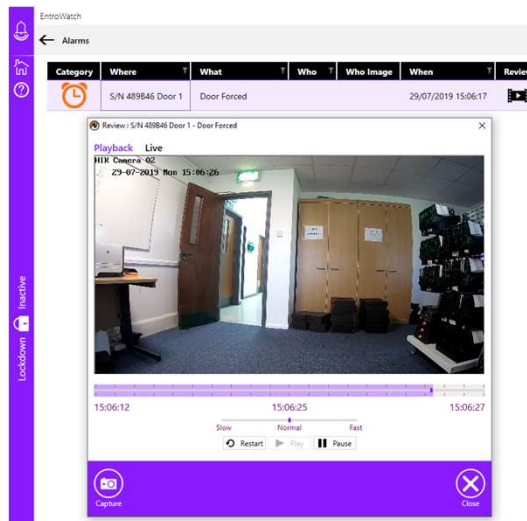 EntroWatch
Alarms
Category Where What Who Who Image When Review
S/N 489B46 Door 1 Door Forced 29/07/2019 15:06:17
Review : S/N 489B46 Door 1 - Door Forced
Playback Live
HIK Camera 02
29-07-2019 Mon 15:06:26
15:06:12 15:06:25 15:06:27
Slow Normal Fast
Restart Play Pause
Capture Close
Lockdown Inactive